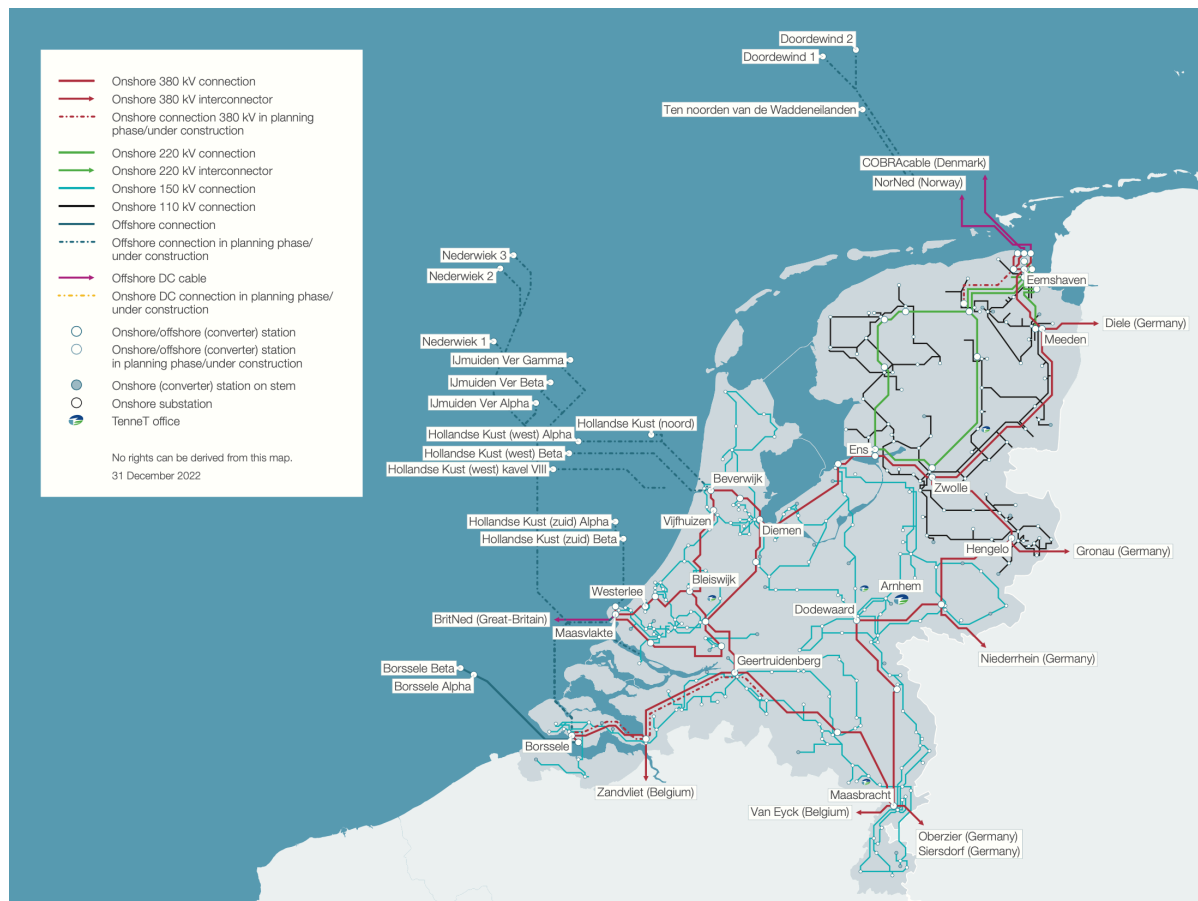 Onshore 380 kV connection
Onshore 380 kV interconnector
Onshore connection 380 kV in planning
phase/under construction
Onshore 220 kV connection
Onshore 220 kV interconnector
Onshore 150 kV connection
Onshore 110 kV connection
Offshore connection
Offshore connection in planning phase/
under construction
Offshore DC cable
Onshore DC connection in planning phase/
under construction
Onshore/offshore (converter) station
Onshore/offshore (converter) station
in planning phase/under construction
Onshore (converter) station on stem
Onshore substation
TenneT office
No rights can be derived from this map.
31 December 2022
Doordewind 2
Doordewind 1
Ten noorden van de Waddeneilanden
COBRAcable (Denmark)
NorNed (Norway)
Nederwiek 3
Nederwiek 2
Eemshaven
Diele (Germany)
Meeden
Nederwiek 1
IJmuiden Ver Gamma
IJmuiden Ver Beta
IJmuiden Ver Alpha
Hollandse Kust (noord)
Hollandse Kust (west) Alpha
Hollandse Kust (west) Beta
Hollandse Kust (west) kavel VIII
Ens
Beverwijk
Zwolle
Vijfhuizen
Diemen
Hollandse Kust (zuid) Alpha
Hollandse Kust (zuid) Beta
Hengelo
Gronau (Germany)
Bleiswijk
Westerlee
Arnhem
Dodewaard
BritNed (Great-Britain)
Maasvlakte
Niederrhein (Germany)
Geertruidenberg
Borssele Beta
Borssele Alpha
Borssele
Zandvliet (Belgium)
Maasbracht
Van Eyck (Belgium)
Oberzier (Germany)
Siersdorf (Germany)